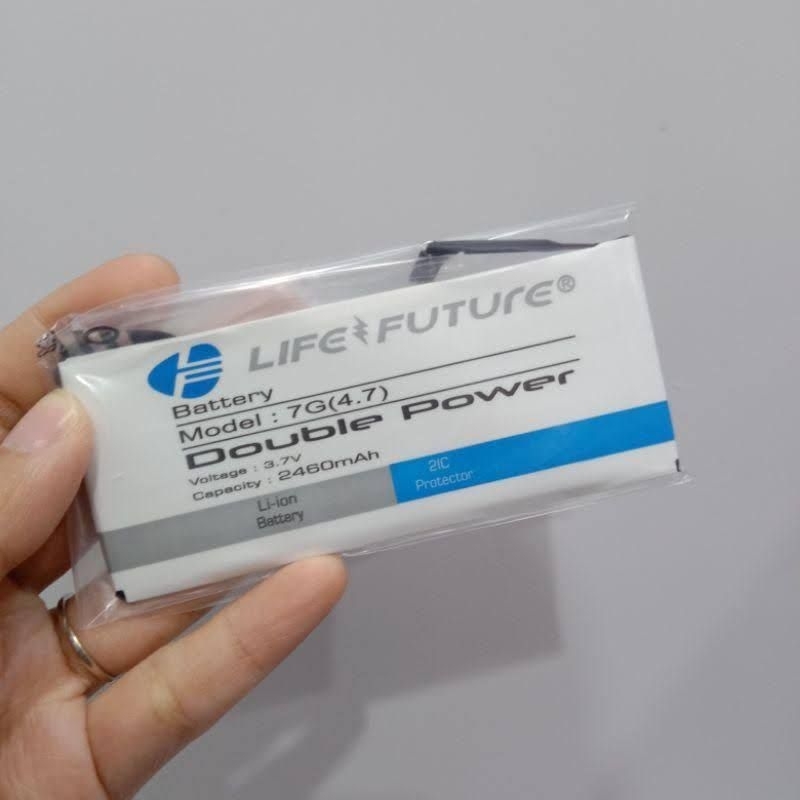 LIFE FUTURE®
Battery
Model : 7G(4.7)
Double Power
Voltage : 3.7V
Capacity : 2460mAh
Li-ion
Battery
2IC
Protector